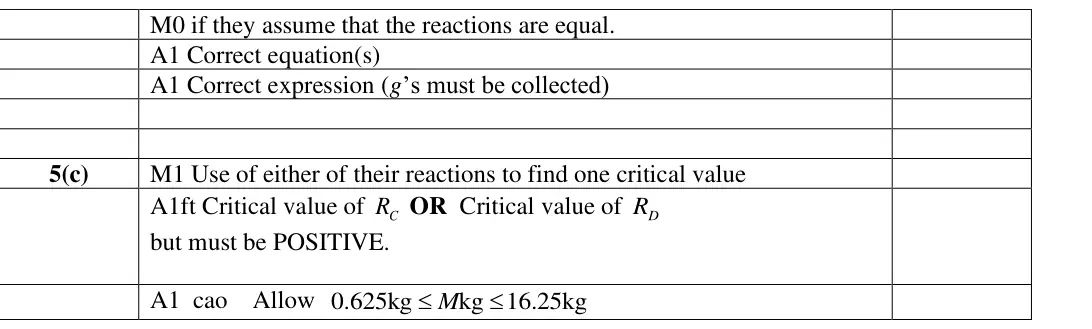 M0 if they assume that the reactions are equal.
A1 Correct equation(s)
A1 Correct expression (g's must be collected)
5(c) M1 Use of either of their reactions to find one critical value
A1ft Critical value of R_C OR Critical value of R_D
but must be POSITIVE.
A1 cao Allow 0.625kg ≤ Mkg ≤16.25kg